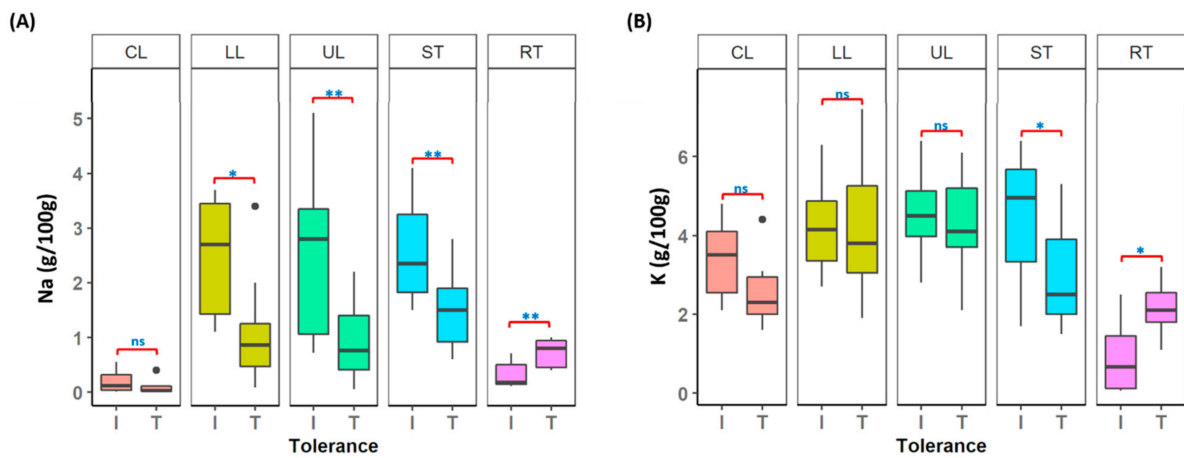 (A)
CL LL UL ST RT
Na (g/100g)
5
4
3
2
1
0
ns
*
**
**
**
I T I T I T I T I T
Tolerance
(B)
CL LL UL ST RT
K (g/100g)
6
4
2
0
ns
ns
ns
*
*
I T I T I T I T I T
Tolerance